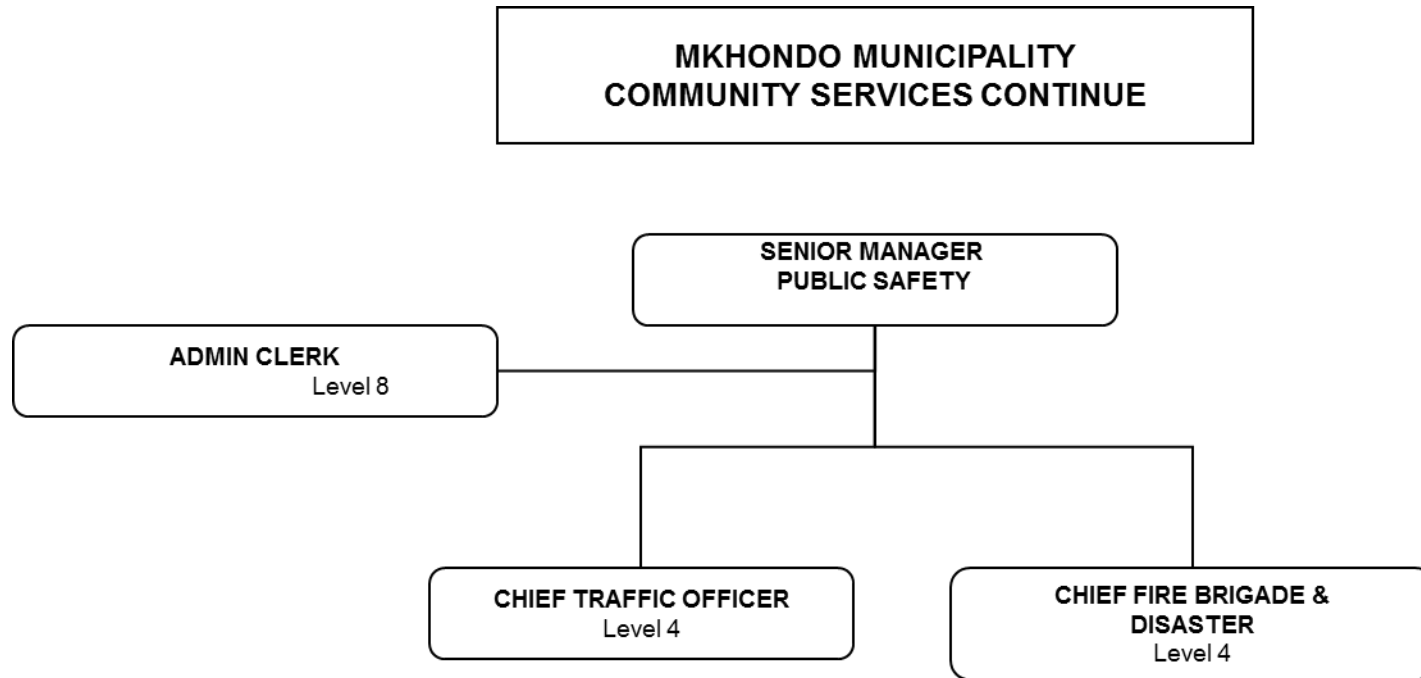 MKHONDO MUNICIPALITY
COMMUNITY SERVICES CONTINUE
SENIOR MANAGER
PUBLIC SAFETY
ADMIN CLERK
Level 8
CHIEF TRAFFIC OFFICER
Level 4
CHIEF FIRE BRIGADE &
DISASTER
Level 4